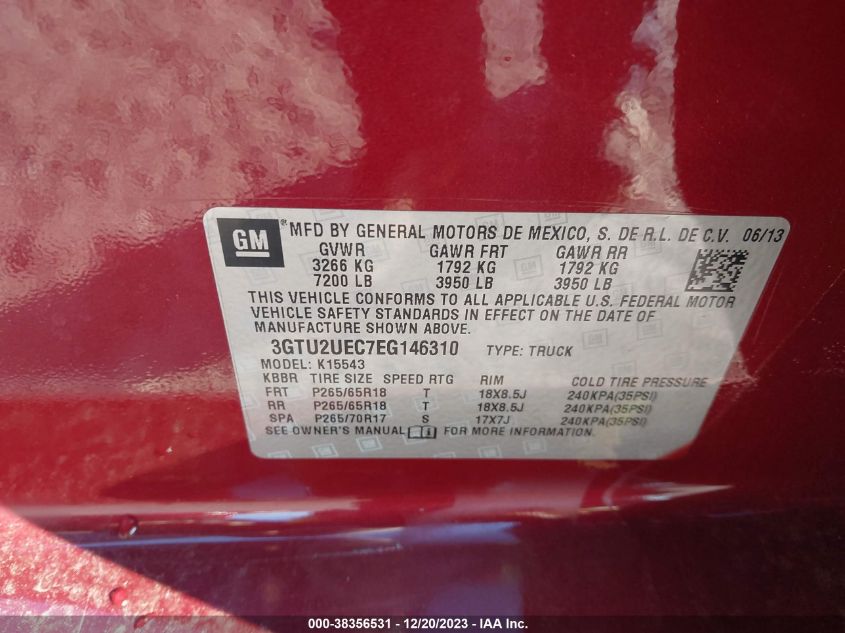 GM® MFD BY GENERAL MOTORS DE MEXICO, S. DE R.L. DE C.V. 06/13
GVWR GAWR FRT GAWR RR
3266 KG 1792 KG 1792 KG
7200 LB 3950 LB 3950 LB
THIS VEHICLE CONFORMS TO ALL APPLICABLE U.S. FEDERAL MOTOR
VEHICLE SAFETY STANDARDS IN EFFECT ON THE DATE OF
MANUFACTURE SHOWN ABOVE.
3GTU2UEC7EG146310 TYPE: TRUCK
MODEL: K15543
KBBR TIRE SIZE SPEED RTG RIM COLD TIRE PRESSURE
FRT P265/65R18 T 18X8.5J 240KPA(35PSI)
RR P265/65R18 T 18X8.5J 240KPA(35PSI)
SPA P265/70R17 S 17X7J 240KPA(35PSI)
SEE OWNER'S MANUAL FOR MORE INFORMATION.
000-38356531 - 12/20/2023 - IAA Inc.